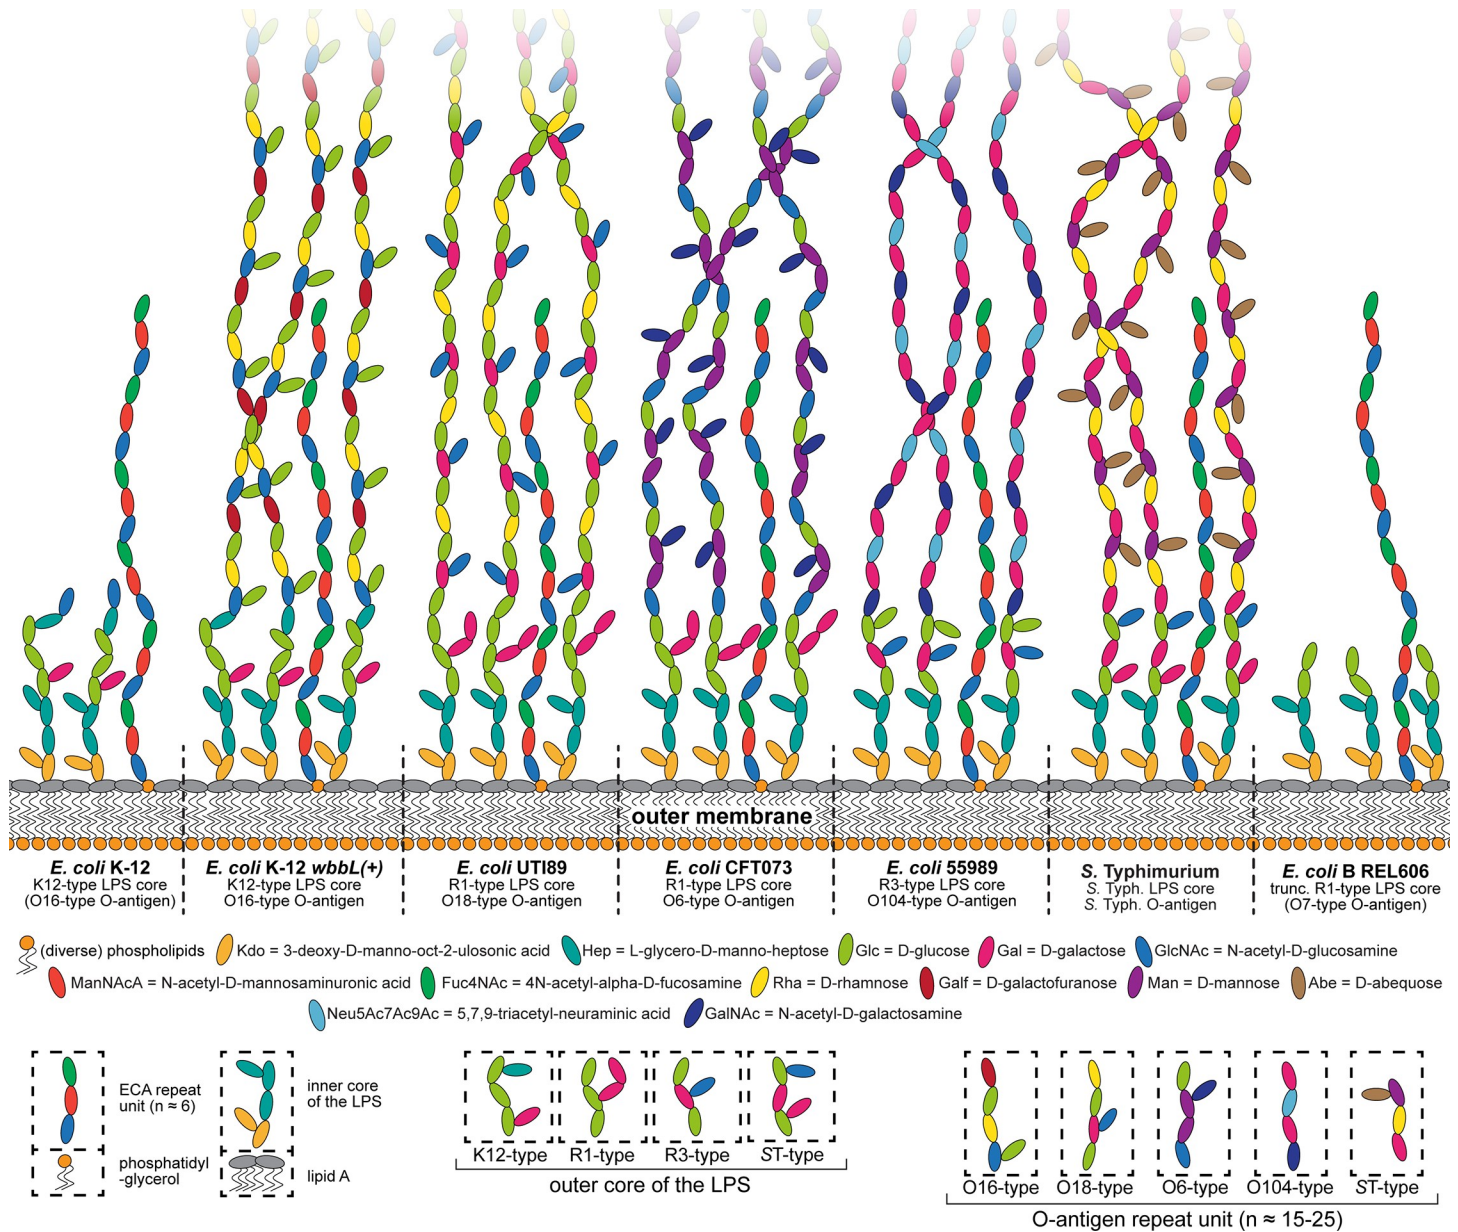 outer membrane
E. coli K-12
K12-type LPS core
(O16-type O-antigen)
E. coli K-12 wbbL(+)
K12-type LPS core
O16-type O-antigen
E. coli UTI89
R1-type LPS core
O18-type O-antigen
E. coli CFT073
R1-type LPS core
O6-type O-antigen
E. coli 55989
R3-type LPS core
O104-type O-antigen
S. Typhimurium
S. Typh. LPS core
S. Typh. O-antigen
E. coli B REL606
trunc. R1-type LPS core
(O7-type O-antigen)
(diverse) phospholipids
Kdo = 3-deoxy-D-manno-oct-2-ulosonic acid
Hep = L-glycero-D-manno-heptose
Glc = D-glucose
Gal = D-galactose
GlcNAc = N-acetyl-D-glucosamine
ManNAcA = N-acetyl-D-mannosaminuronic acid
Fuc4NAc = 4N-acetyl-alpha-D-fucosamine
Rha = D-rhamnose
Galf = D-galactofuranose
Man = D-mannose
Abe = D-abequose
Neu5Ac7Ac9Ac = 5,7,9-triacetyl-neuraminic acid
GalNAc = N-acetyl-D-galactosamine
ECA repeat
unit (n ≈ 6)
phosphatidyl
-glycerol
inner core
of the LPS
lipid A
K12-type
R1-type
R3-type
ST-type
outer core of the LPS
O16-type
O18-type
O6-type
O104-type
ST-type
O-antigen repeat unit (n ≈ 15-25)